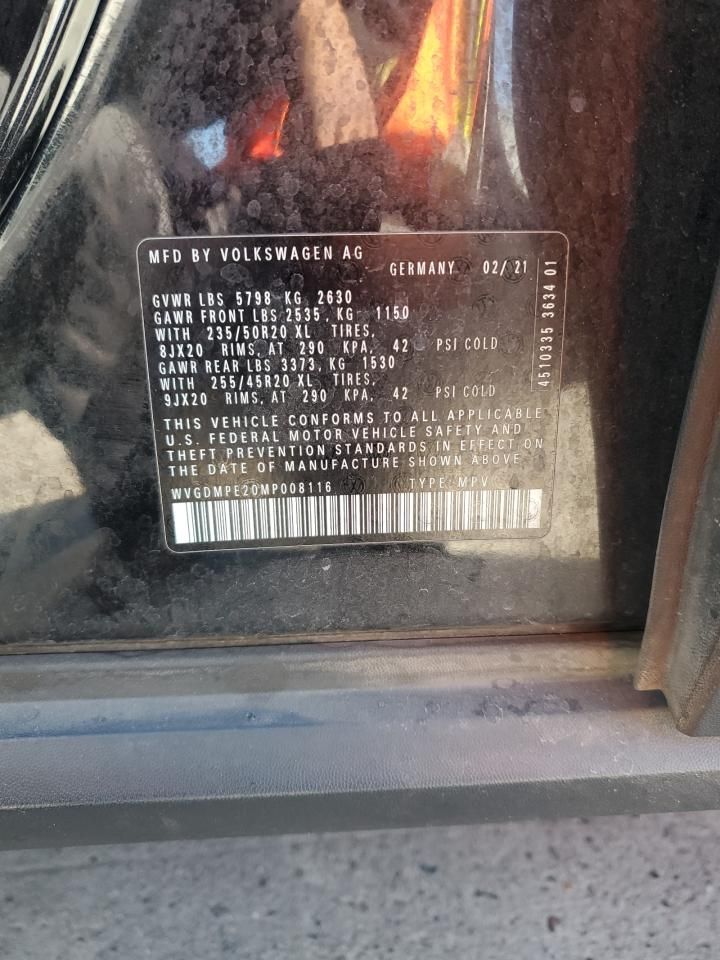 MFD BY VOLKSWAGEN AG
GERMANY 02/ 21
GVWR LBS 5798 KG 2630
GAWR FRONT LBS 2535, KG 1150
WITH 235/50R20 XL TIRES,
8JX20 RIMS, AT 290 KPA, 42 PSI COLD
GAWR REAR LBS 3373, KG 1530
WITH 255/45R20 XL TIRES,
9JX20 RIMS, AT 290 KPA, 42 PSI COLD
THIS VEHICLE CONFORMS TO ALL APPLICABLE
U.S. FEDERAL MOTOR VEHICLE SAFETY AND
THEFT PREVENTION STANDARDS IN EFFECT ON
THE DATE OF MANUFACTURE SHOWN ABOVE
WVGDMPE20MP008116 TYPE: MPV
4510335 3634 01